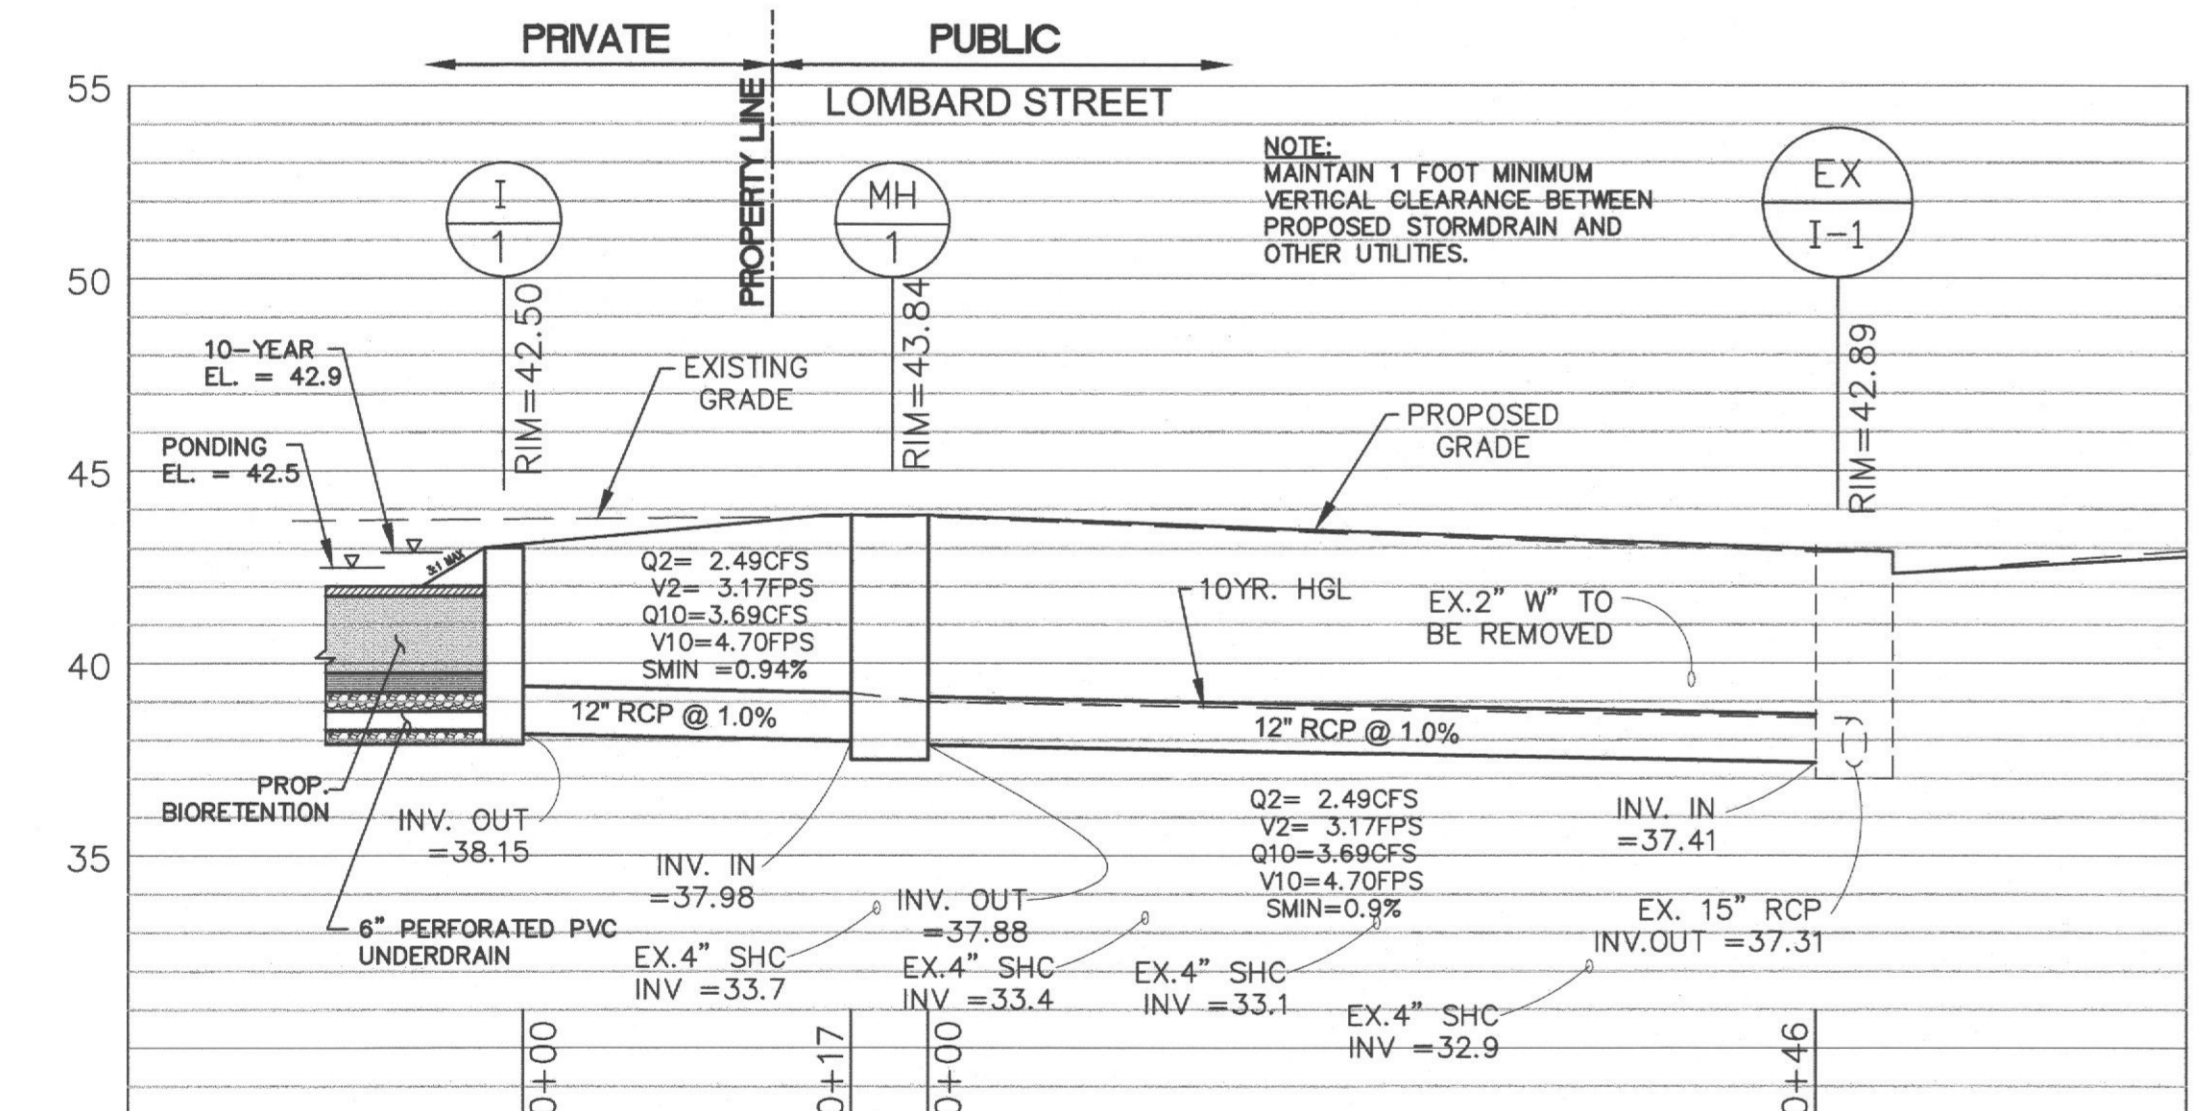 PRIVATE
PUBLIC
PROPERTY LINE
LOMBARD STREET
55
50
45
40
35
NOTE:
MAINTAIN 1 FOOT MINIMUM
VERTICAL CLEARANCE BETWEEN
PROPOSED STORMDRAIN AND
OTHER UTILITIES.
I
1
RIM=42.50
MH
1
RIM=43.84
EX
I-1
RIM=42.89
10-YEAR
EL. = 42.9
PONDING
EL. = 42.5
EXISTING
GRADE
PROPOSED
GRADE
3:1 MAX
Q2= 2.49CFS
V2= 3.17FPS
Q10=3.69CFS
V10=4.70FPS
SMIN =0.94%
12" RCP @ 1.0%
10YR. HGL
EX.2" W" TO
BE REMOVED
12" RCP @ 1.0%
PROP.
BIORETENTION
INV. OUT
=38.15
INV. IN
=37.98
INV. OUT
=37.88
Q2= 2.49CFS
V2= 3.17FPS
Q10=3.69CFS
V10=4.70FPS
SMIN=0.9%
INV. IN
=37.41
EX. 15" RCP
INV.OUT =37.31
6" PERFORATED PVC
UNDERDRAIN
EX.4" SHC
INV =33.7
EX.4" SHC
INV =33.4
EX.4" SHC
INV =33.1
EX.4" SHC
INV =32.9
0+00
0+17
0+00
0+46